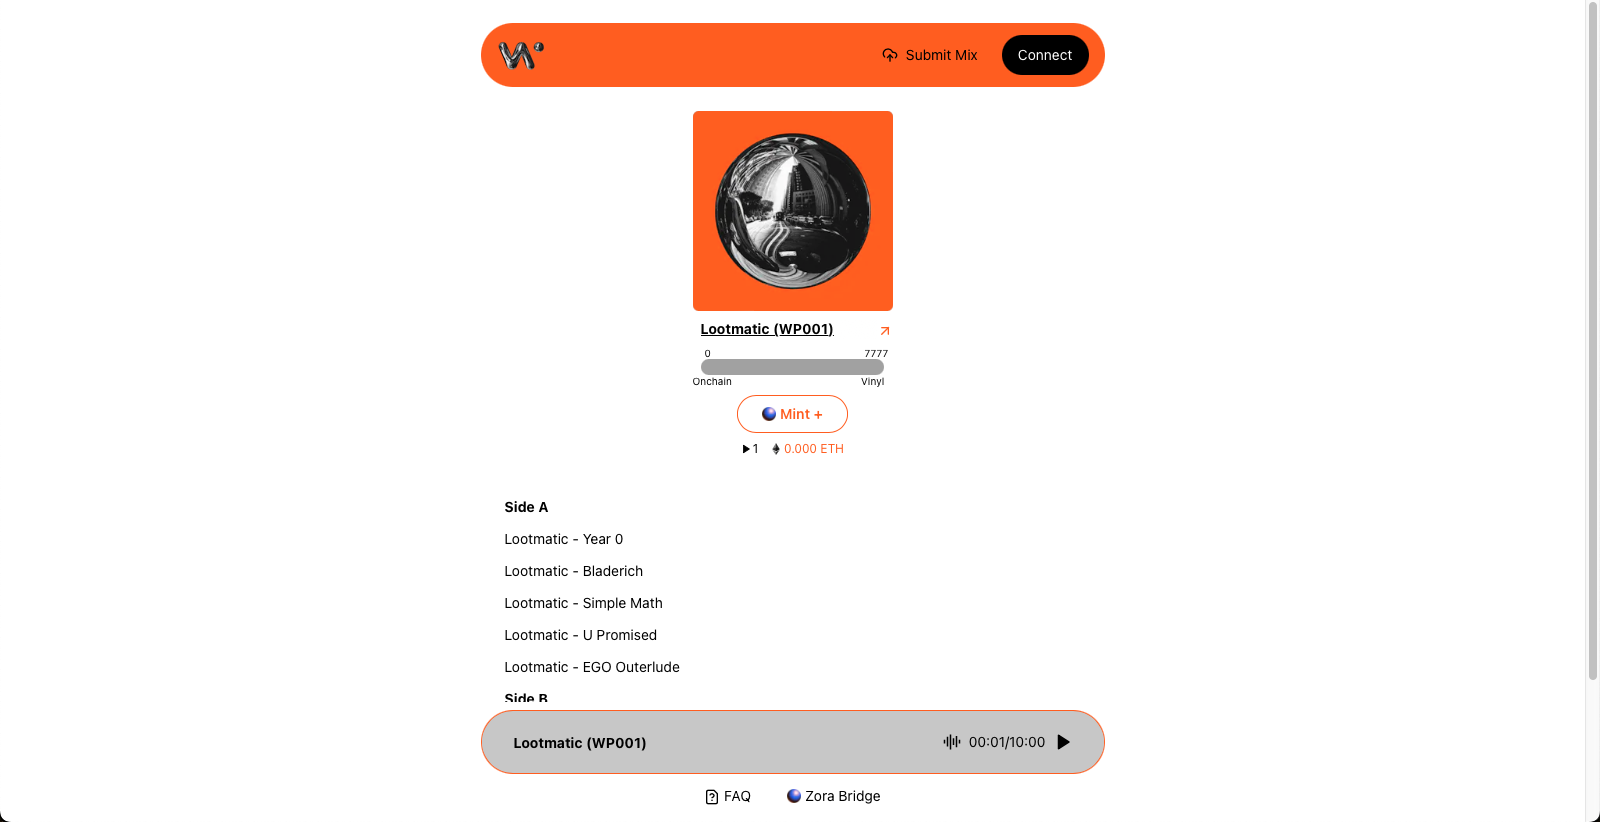 Submit Mix
Connect
Lootmatic (WP001)
0 7777
Onchain Vinyl
Mint +
1 0.000 ETH
Side A
Lootmatic - Year 0
Lootmatic - Bladerich
Lootmatic - Simple Math
Lootmatic - U Promised
Lootmatic - EGO Outerlude
Side B
Lootmatic (WP001) 00:01/10:00
FAQ Zora Bridge